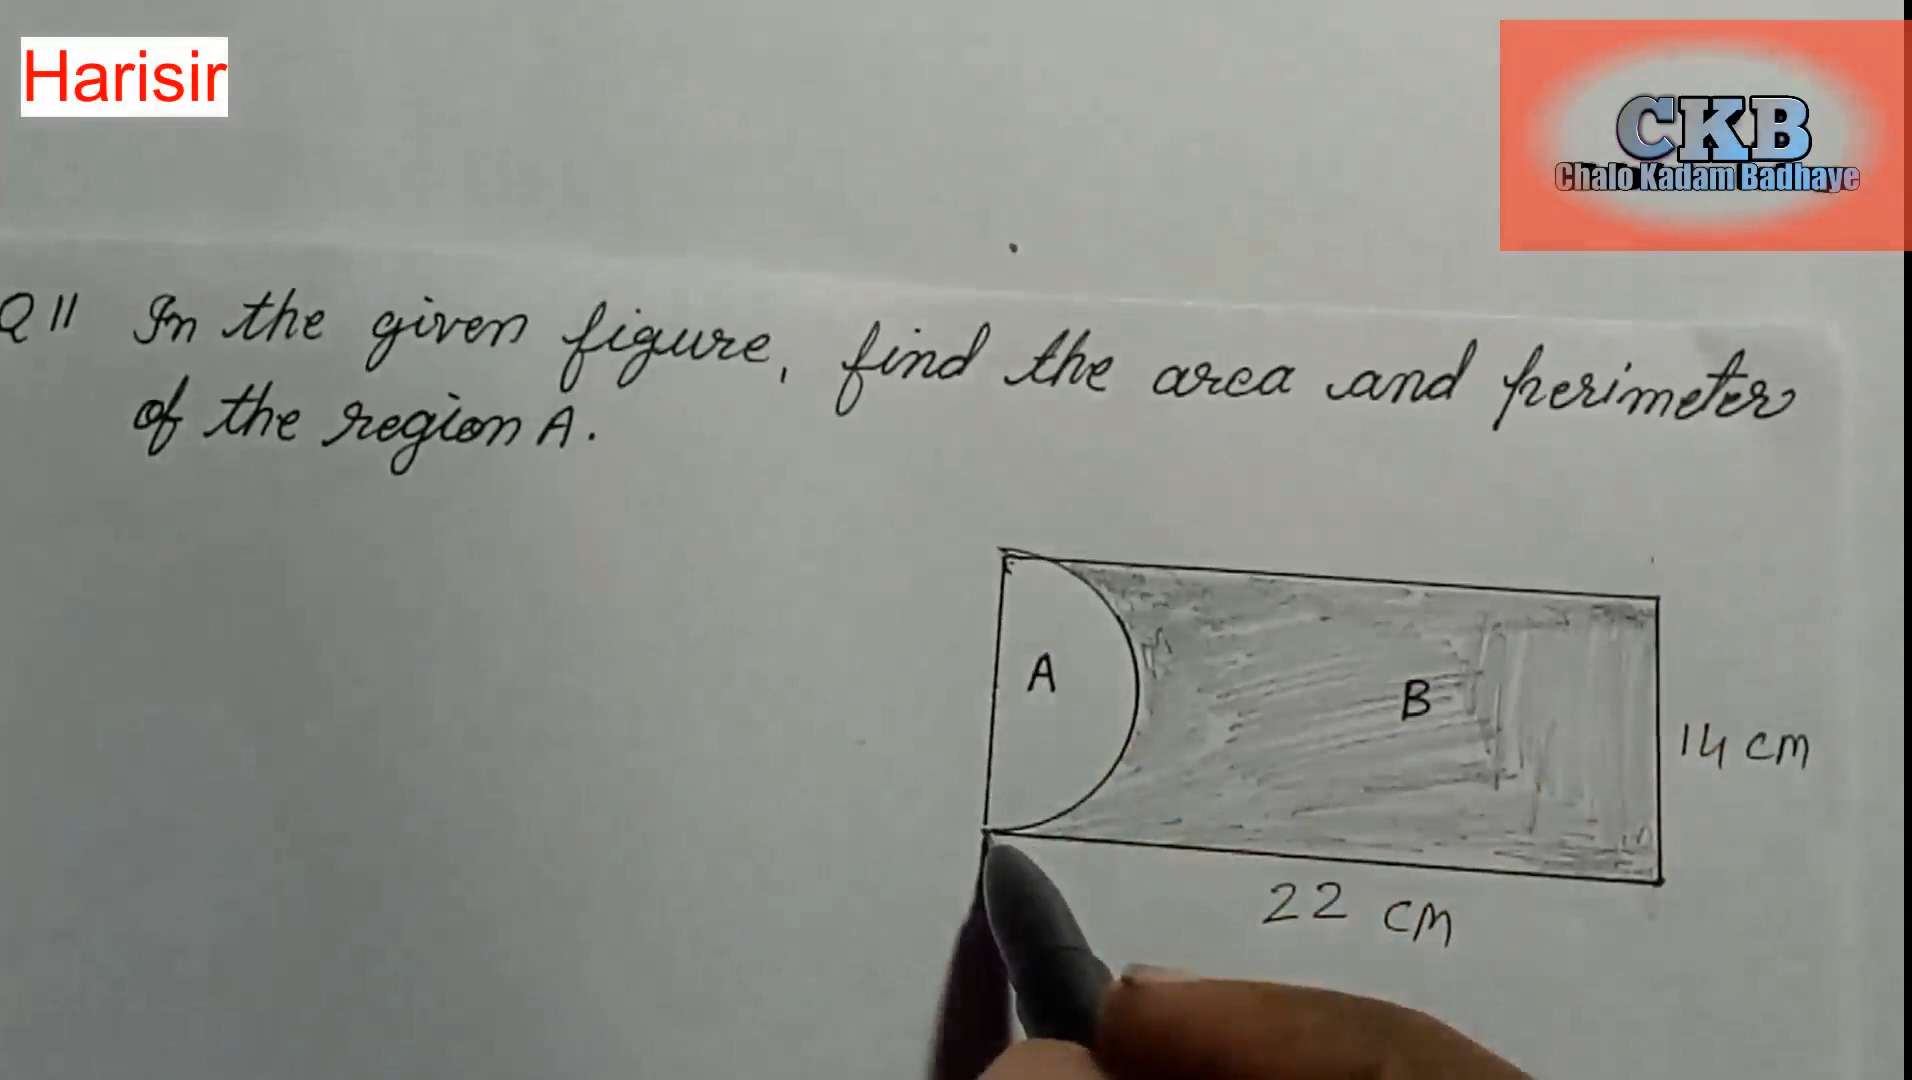 Harisir
CKB
Chalo Kadam Badhaye
Q11 In the given figure, find the area and perimeter
of the region A.
A
B
14 cm
22 cm